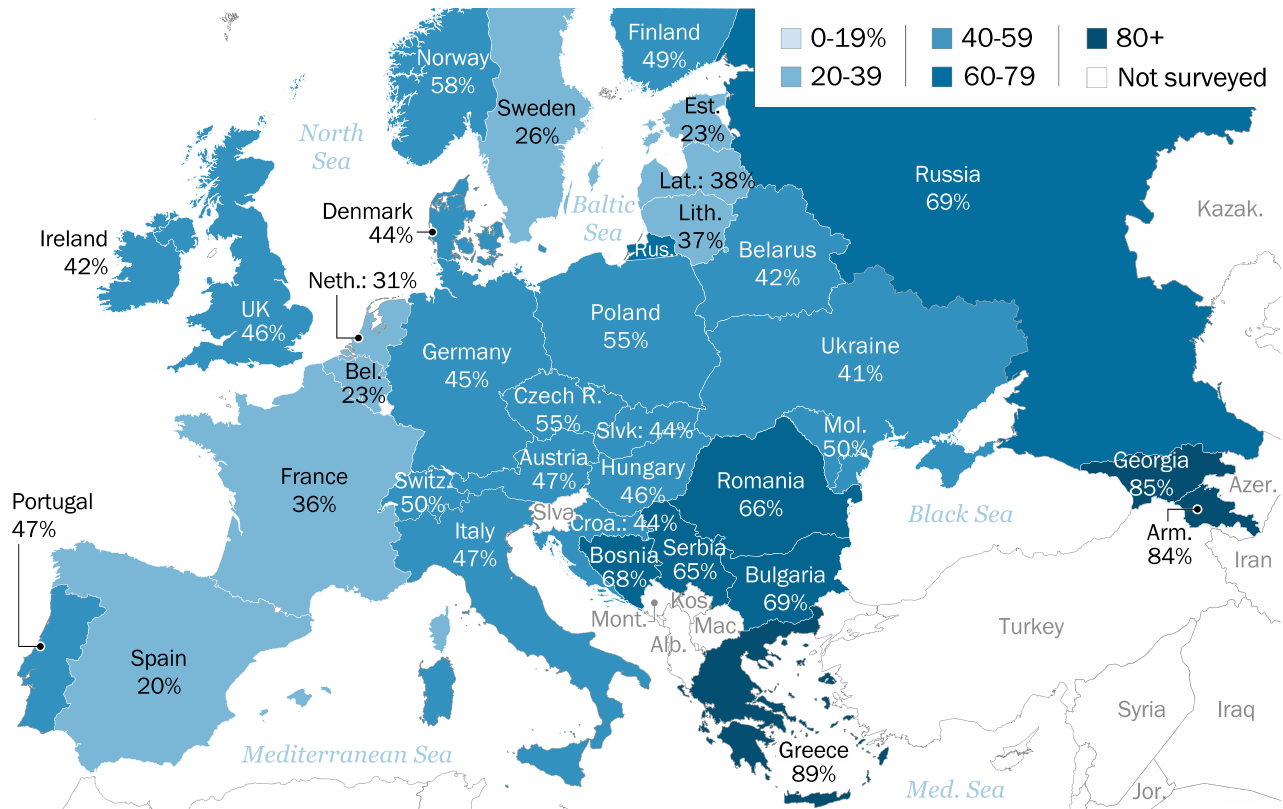 0-19%
20-39
40-59
60-79
80+
Not surveyed
Norway
58%
Finland
49%
Sweden
26%
Est.
23%
North
Sea
Russia
69%
Lat.: 38%
Kazak.
Denmark
44%
Baltic
Sea
Lith.
37%
Ireland
42%
Rus.
Belarus
42%
Neth.: 31%
UK
46%
Poland
55%
Germany
45%
Ukraine
41%
Bel.
23%
Czech R.
55%
Slvk: 44%
Mol.
50%
Austria
47%
Hungary
46%
Georgia
85%
France
36%
Switz.
50%
Romania
66%
Azer.
Portugal
47%
Slva.
Croa.: 44%
Black Sea
Italy
47%
Arm.
84%
Bosnia
68%
Serbia
65%
Iran
Bulgaria
69%
Kos.
Mont.
Mac.
Alb.
Turkey
Spain
20%
Syria
Iraq
Mediterranean Sea
Greece
89%
Med. Sea
Jor.